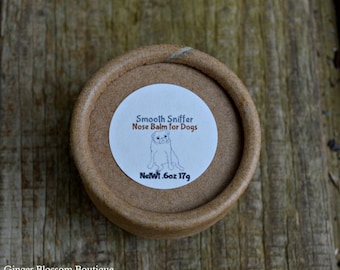 Smooth Sniffer
Nose Balm for Dogs
NetWt .6oz 17g
Ginger Blossom Boutique